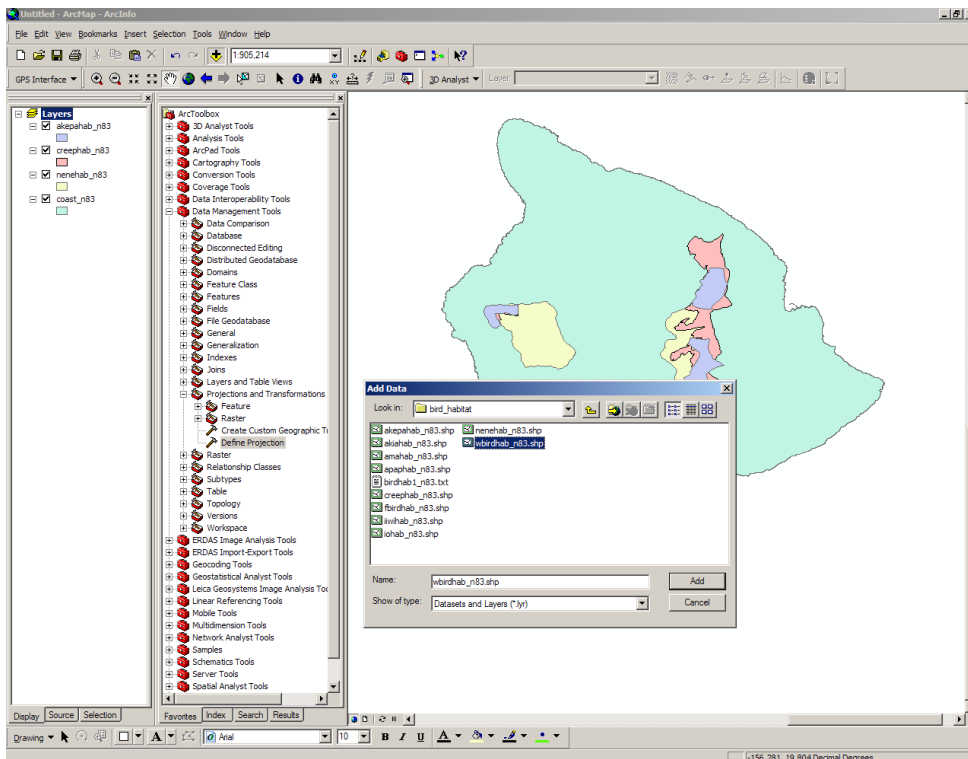 Untitled - ArcMap - ArcInfo
File Edit View Bookmarks Insert Selection Tools Window Help
1:905,214
GPS Interface
3D Analyst
Layer:
Layers
akepahab_n83
creephab_n83
nenehab_n83
coast_n83
ArcToolbox
3D Analyst Tools
Analysis Tools
ArcPad Tools
Cartography Tools
Conversion Tools
Coverage Tools
Data Interoperability Tools
Data Management Tools
Data Comparison
Database
Disconnected Editing
Distributed Geodatabase
Domains
Feature Class
Features
Fields
File Geodatabase
General
Generalization
Indexes
Joins
Layers and Table Views
Projections and Transformations
Feature
Raster
Create Custom Geographic Tr
Define Projection
Raster
Relationship Classes
Subtypes
Table
Topology
Versions
Workspace
ERDAS Image Analysis Tools
ERDAS Import-Export Tools
Geocoding Tools
Geostatistical Analyst Tools
Leica Geosystems Image Analysis Too
Linear Referencing Tools
Mobile Tools
Multidimension Tools
Network Analyst Tools
Samples
Schematics Tools
Server Tools
Spatial Analyst Tools
Add Data
Look in: bird_habitat
akepahab_n83.shp
akiahab_n83.shp
amahab_n83.shp
apaphab_n83.shp
birdhab1_n83.txt
creephab_n83.shp
fbirdhab_n83.shp
iiwihab_n83.shp
iohab_n83.shp
nenehab_n83.shp
wbirdhab_n83.shp
Name: wbirdhab_n83.shp Add
Show of type: Datasets and Layers (*.lyr) Cancel
Display Source Selection
Favorites Index Search Results
Drawing A Arial 10 B I U A
-156.281 19.804 Decimal Degrees